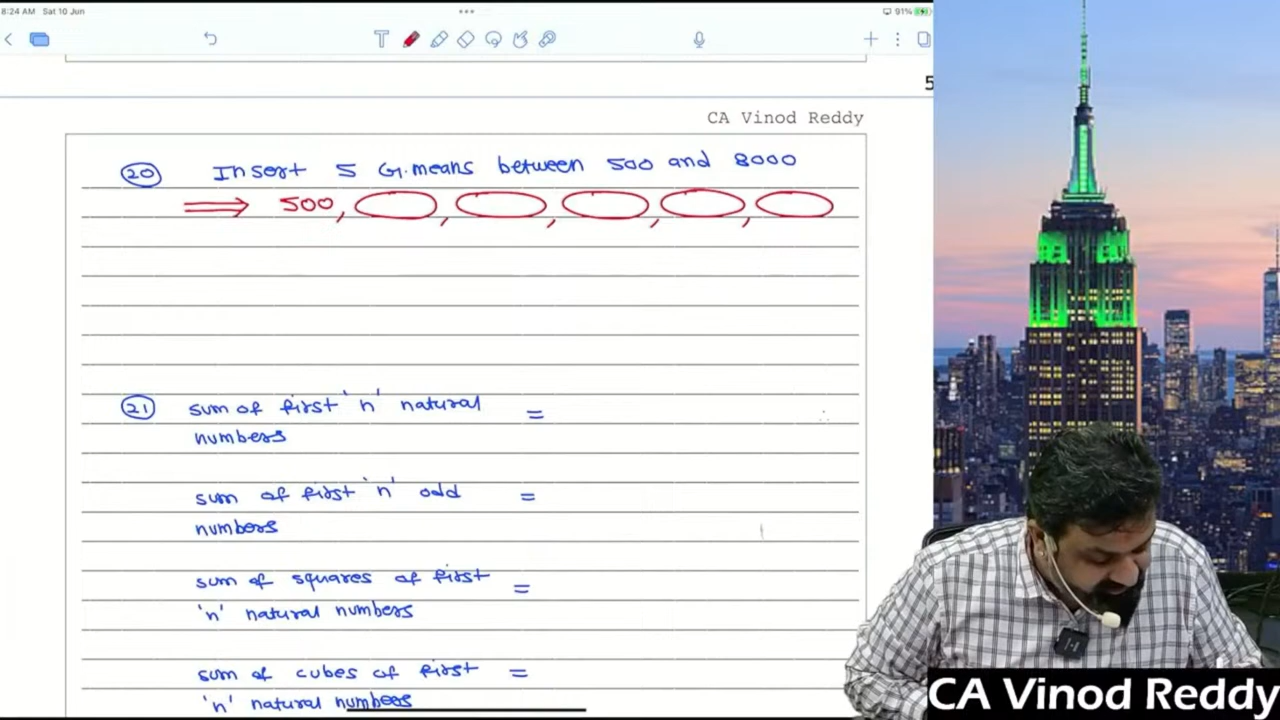 8:24 AM Sat 10 Jun
91%
T
5
CA Vinod Reddy
20 Insert 5 G.means between 500 and 8000
⟹ 500, , , , ,
21 sum of first 'n' natural =
numbers
sum of first 'n' odd =
numbers
sum of squares of first =
'n' natural numbers
sum of cubes of first =
'n' natural numbers
CA Vinod Reddy